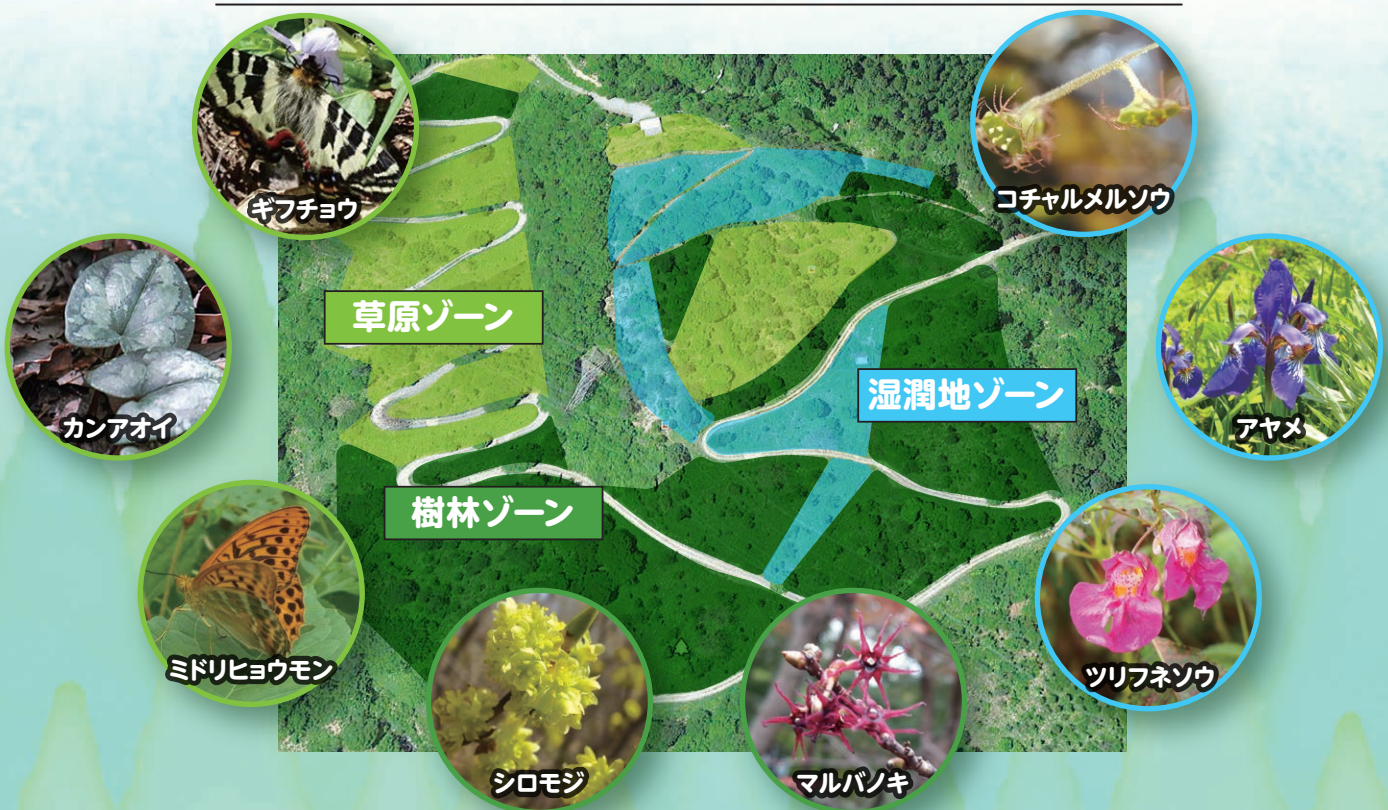 ギフチョウ
コチャルメルソウ
カンアオイ
草原ゾーン
湿潤地ゾーン
アヤメ
樹林ゾーン
ミドリヒョウモン
ツリフネソウ
シロモジ
マルバノキ